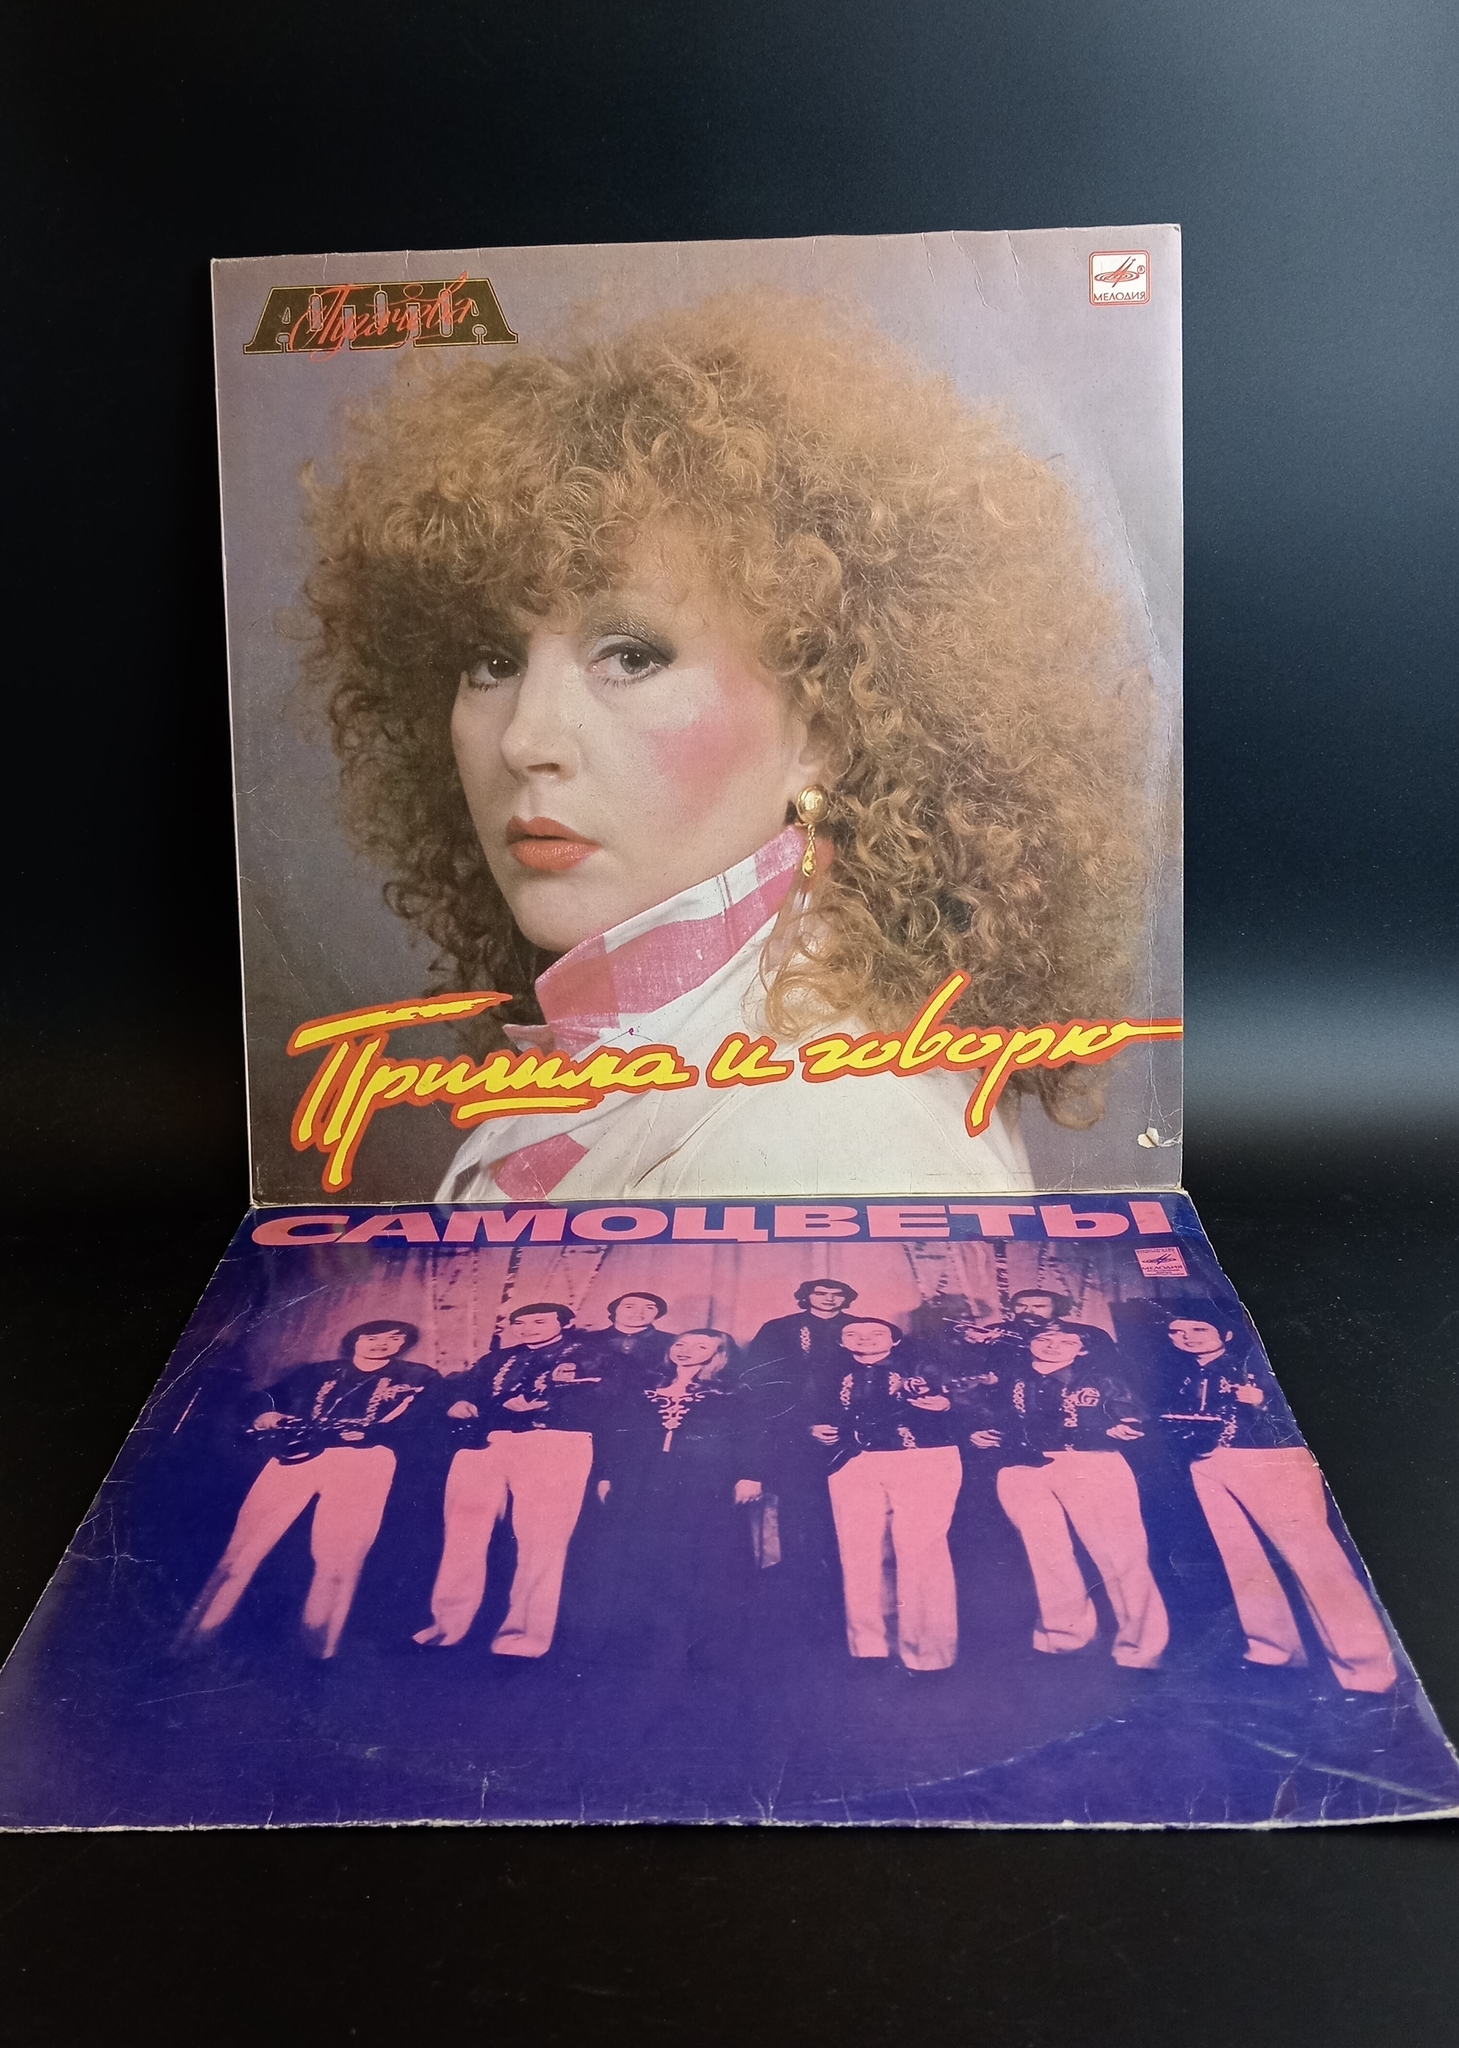 АЛЛА
Пугачёва
МЕЛОДИЯ
Пришла и говорю
САМОЦВЕТЫ
МЕЛОДИЯ